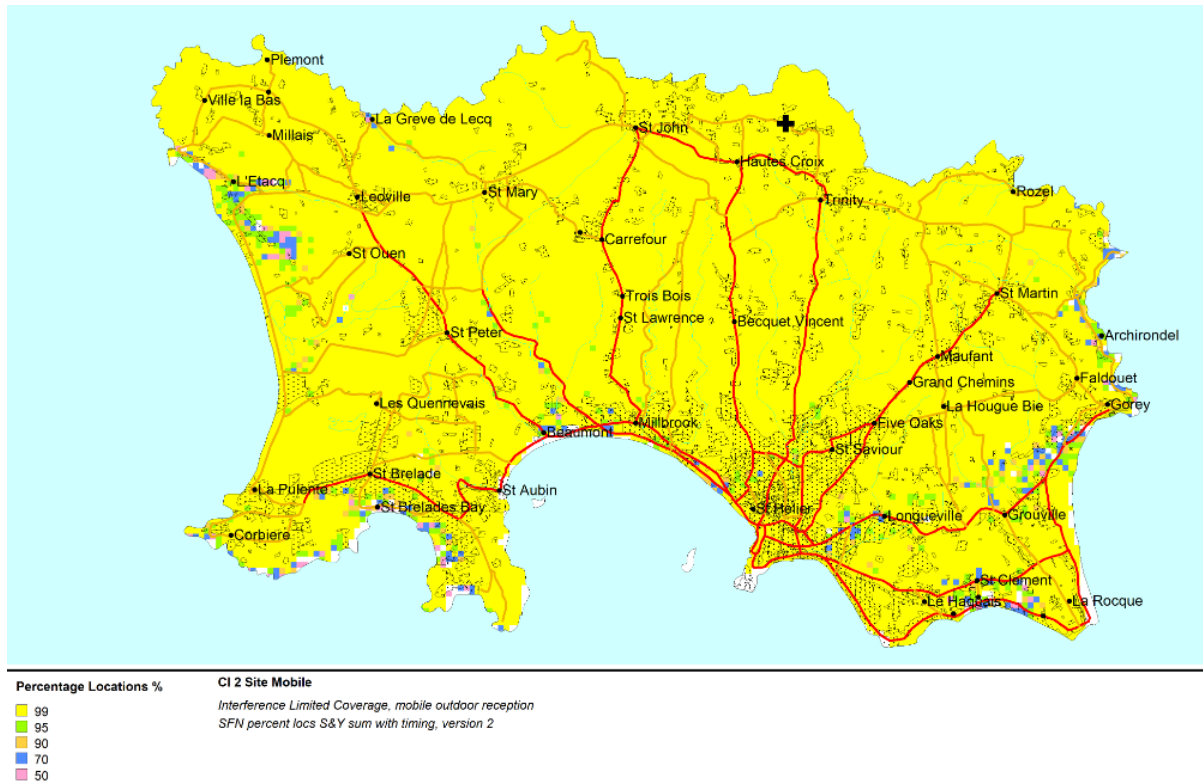 Plemont
Ville la Bas
La Greve de Lecq
Millais
St John
Hautes Croix
L'Etacq
Leoville
St Mary
Trinity
Rozel
Carrefour
St Ouen
Trois Bois
St Martin
St Lawrence
Becquet Vincent
St Peter
Archirondel
Maufant
Faldouet
Grand Chemins
Les Quennevais
La Hougue Bie
Gorey
Beaumont
Millbrook
Five Oaks
St Saviour
St Brelade
La Pulente
St Aubin
St Brelades Bay
St Helier
Longueville
Grouville
Corbiere
St Clement
La Rocque
Percentage Locations %
99
95
90
70
50
CI 2 Site Mobile
Interference Limited Coverage, mobile outdoor reception
SFN percent locs S&Y sum with timing, version 2